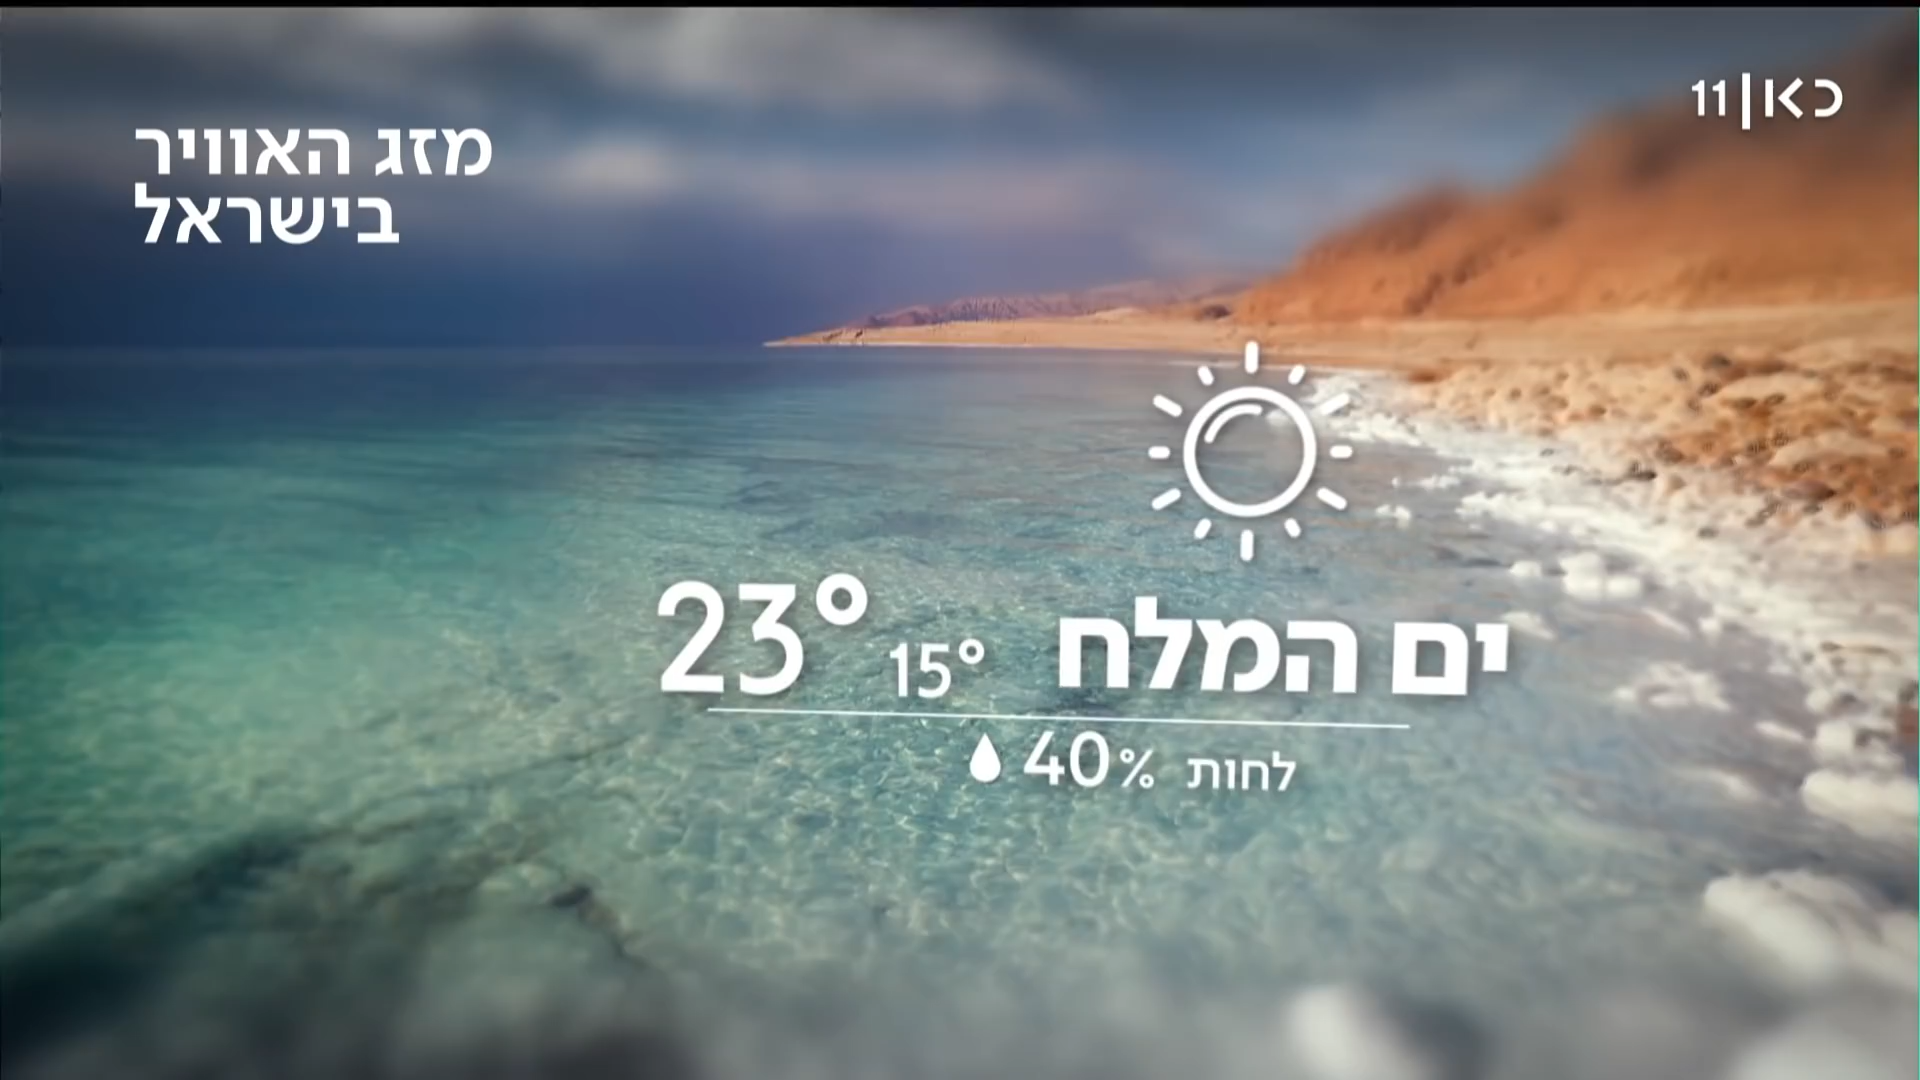 כאן|11
מזג האוויר
בישראל
ים המלח 15° 23°
לחות 40%